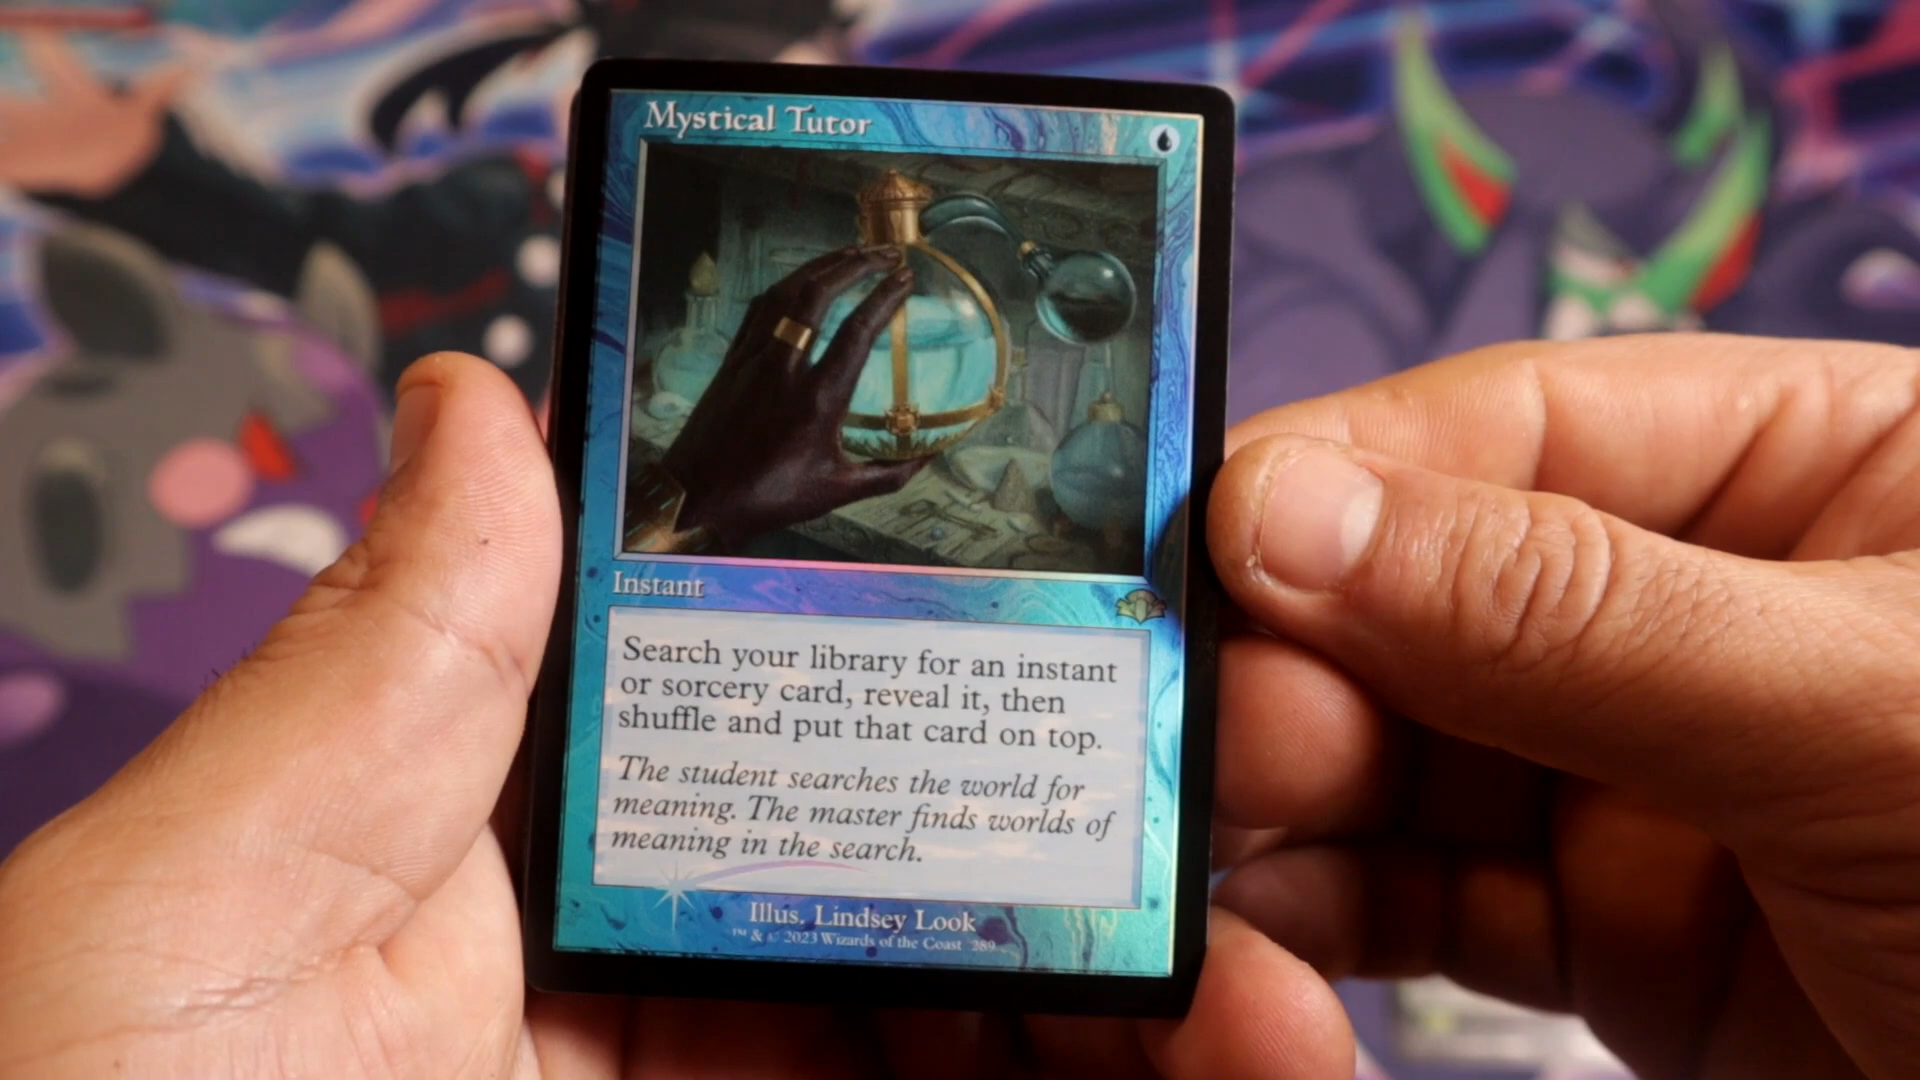 Mystical Tutor
Instant
Search your library for an instant
or sorcery card, reveal it, then
shuffle and put that card on top.
The student searches the world for
meaning. The master finds worlds of
meaning in the search.
Illus. Lindsey Look
™ & © 2023 Wizards of the Coast 289